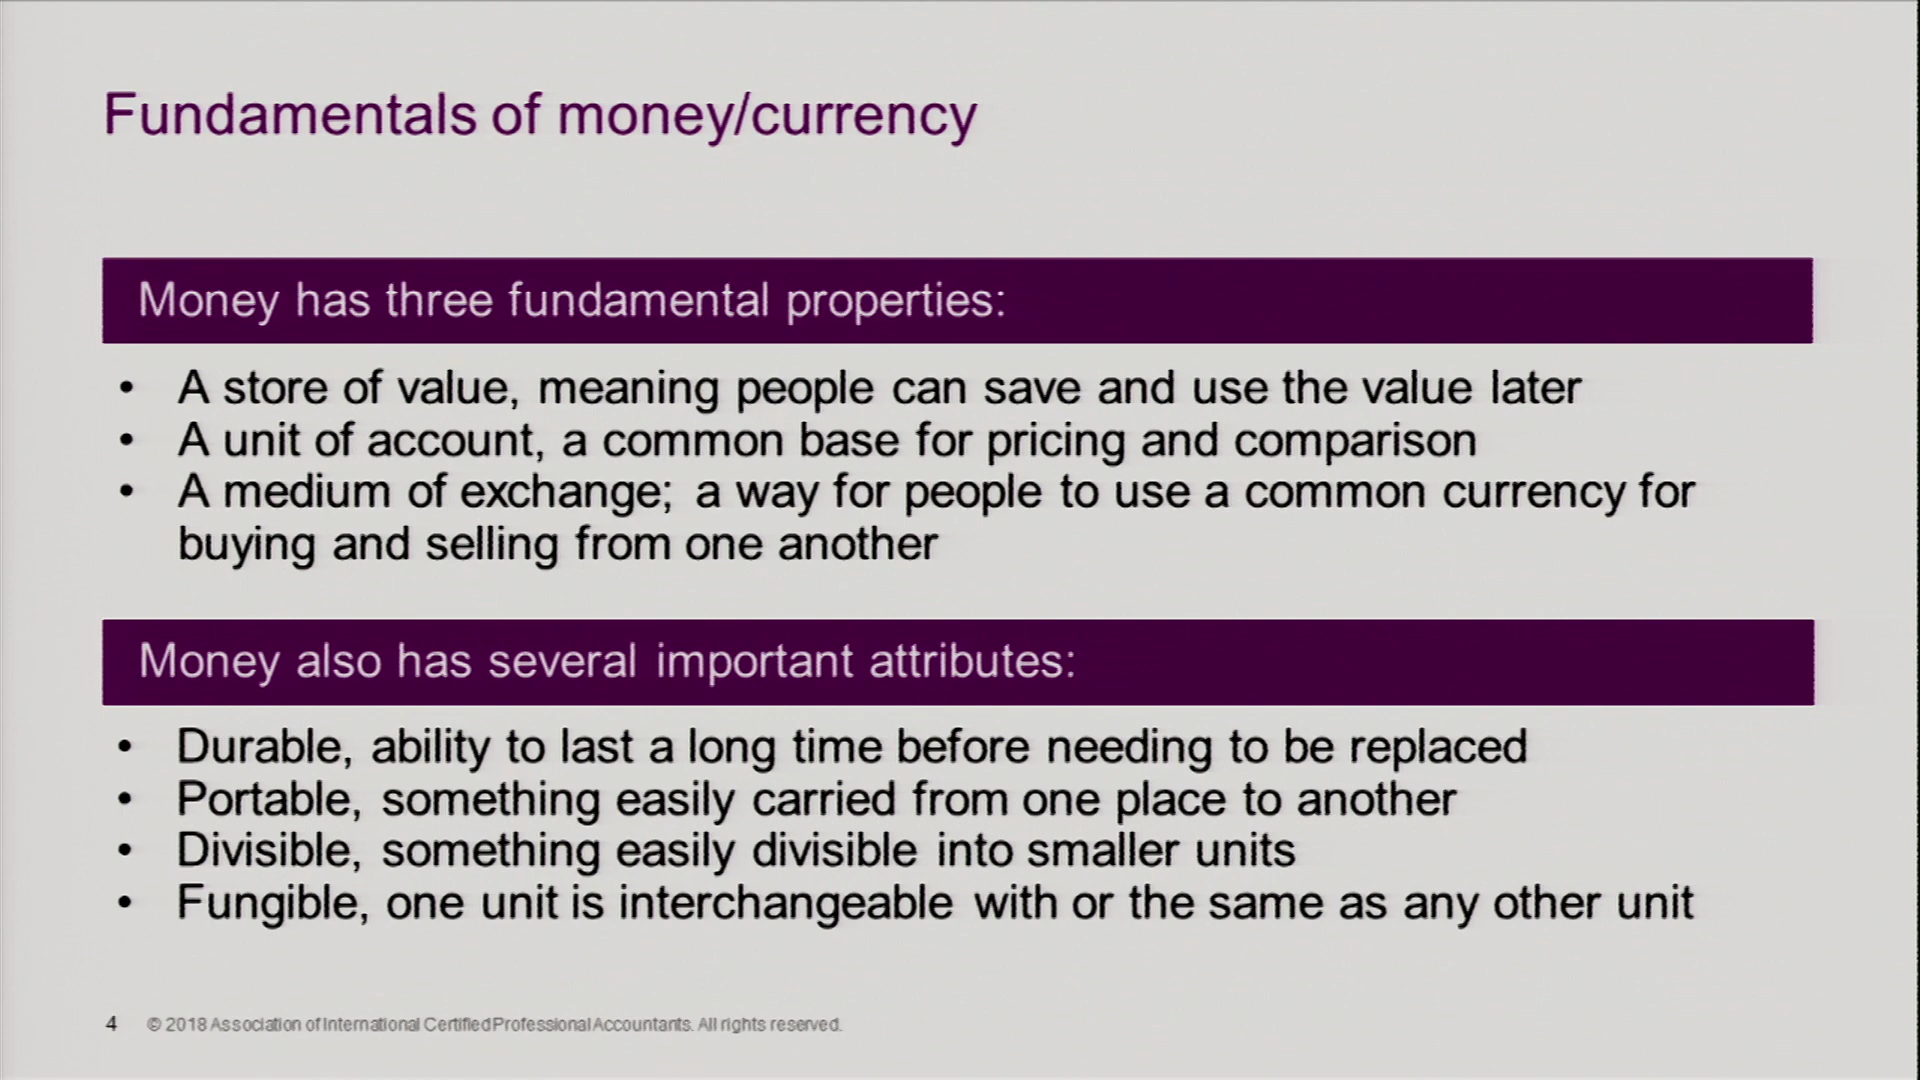 Fundamentals of money/currency
Money has three fundamental properties:
• A store of value, meaning people can save and use the value later
• A unit of account, a common base for pricing and comparison
• A medium of exchange; a way for people to use a common currency for
buying and selling from one another
Money also has several important attributes:
• Durable, ability to last a long time before needing to be replaced
• Portable, something easily carried from one place to another
• Divisible, something easily divisible into smaller units
• Fungible, one unit is interchangeable with or the same as any other unit
4 © 2018 Association of International Certified Professional Accountants. All rights reserved.